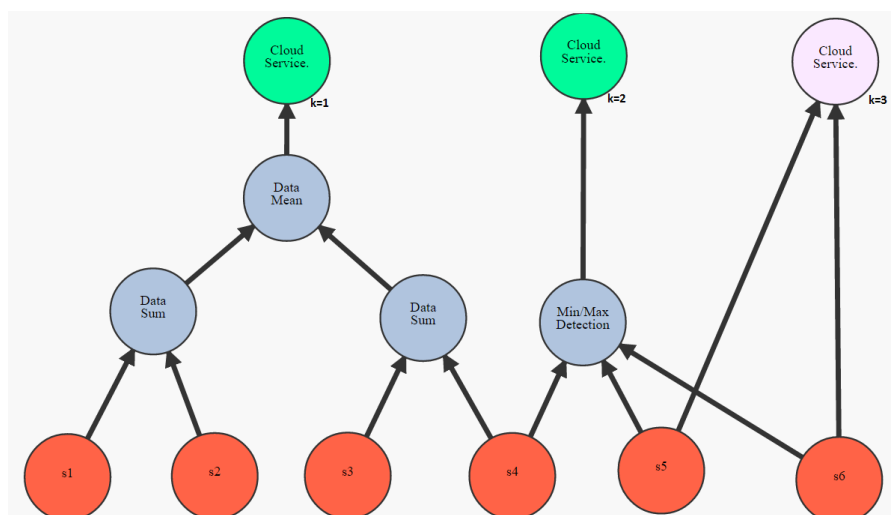 Cloud
Service.
k=1
Cloud
Service.
k=2
Cloud
Service.
k=3
Data
Mean
Data
Sum
Data
Sum
Min/Max
Detection
s1
s2
s3
s4
s5
s6